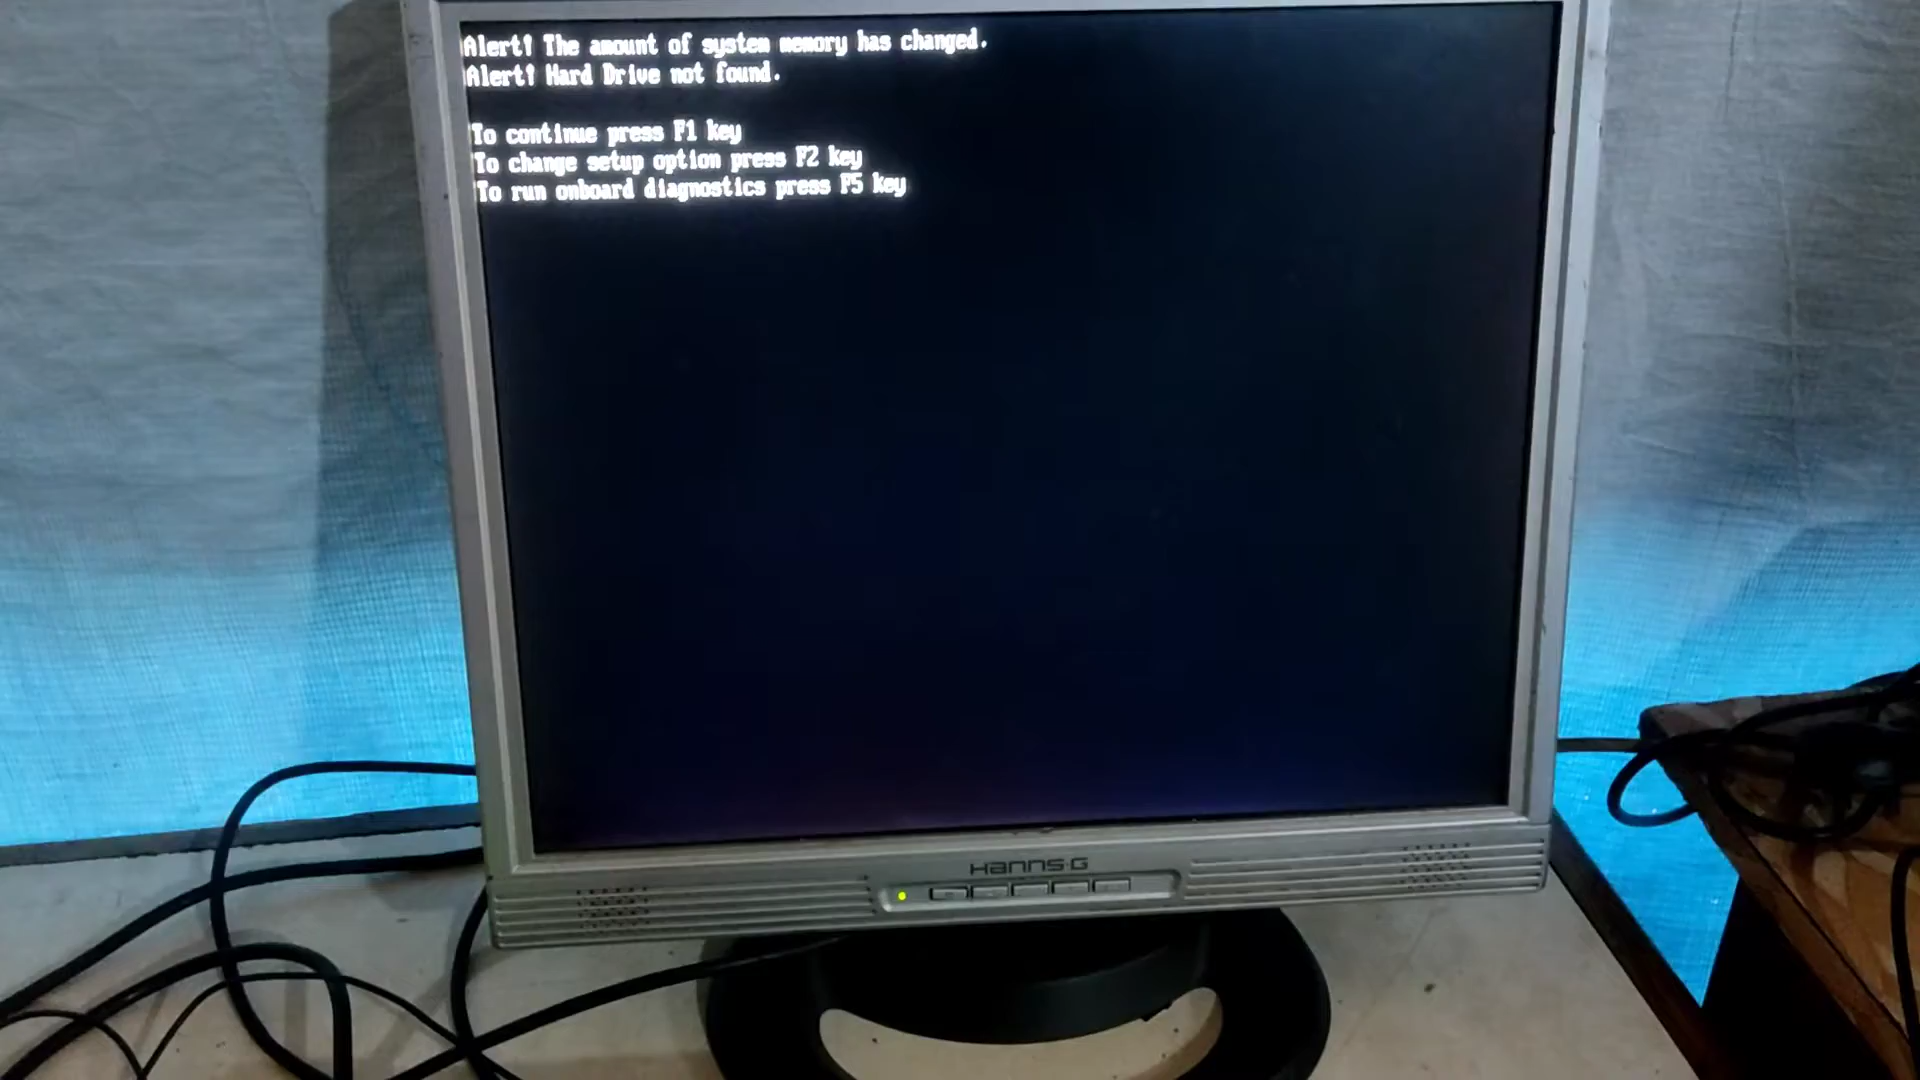 Alert! The amount of system memory has changed.
Alert! Hard Drive not found.
To continue press F1 key
To change setup option press F2 key
To run onboard diagnostics press F5 key
HANNS·G